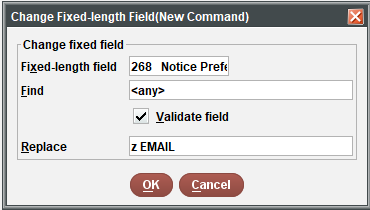 Change Fixed-length Field(New Command)
Change fixed field
Fixed-length field 268 Notice Prefe
Find <any>
Validate field
Replace z EMAIL
OK Cancel